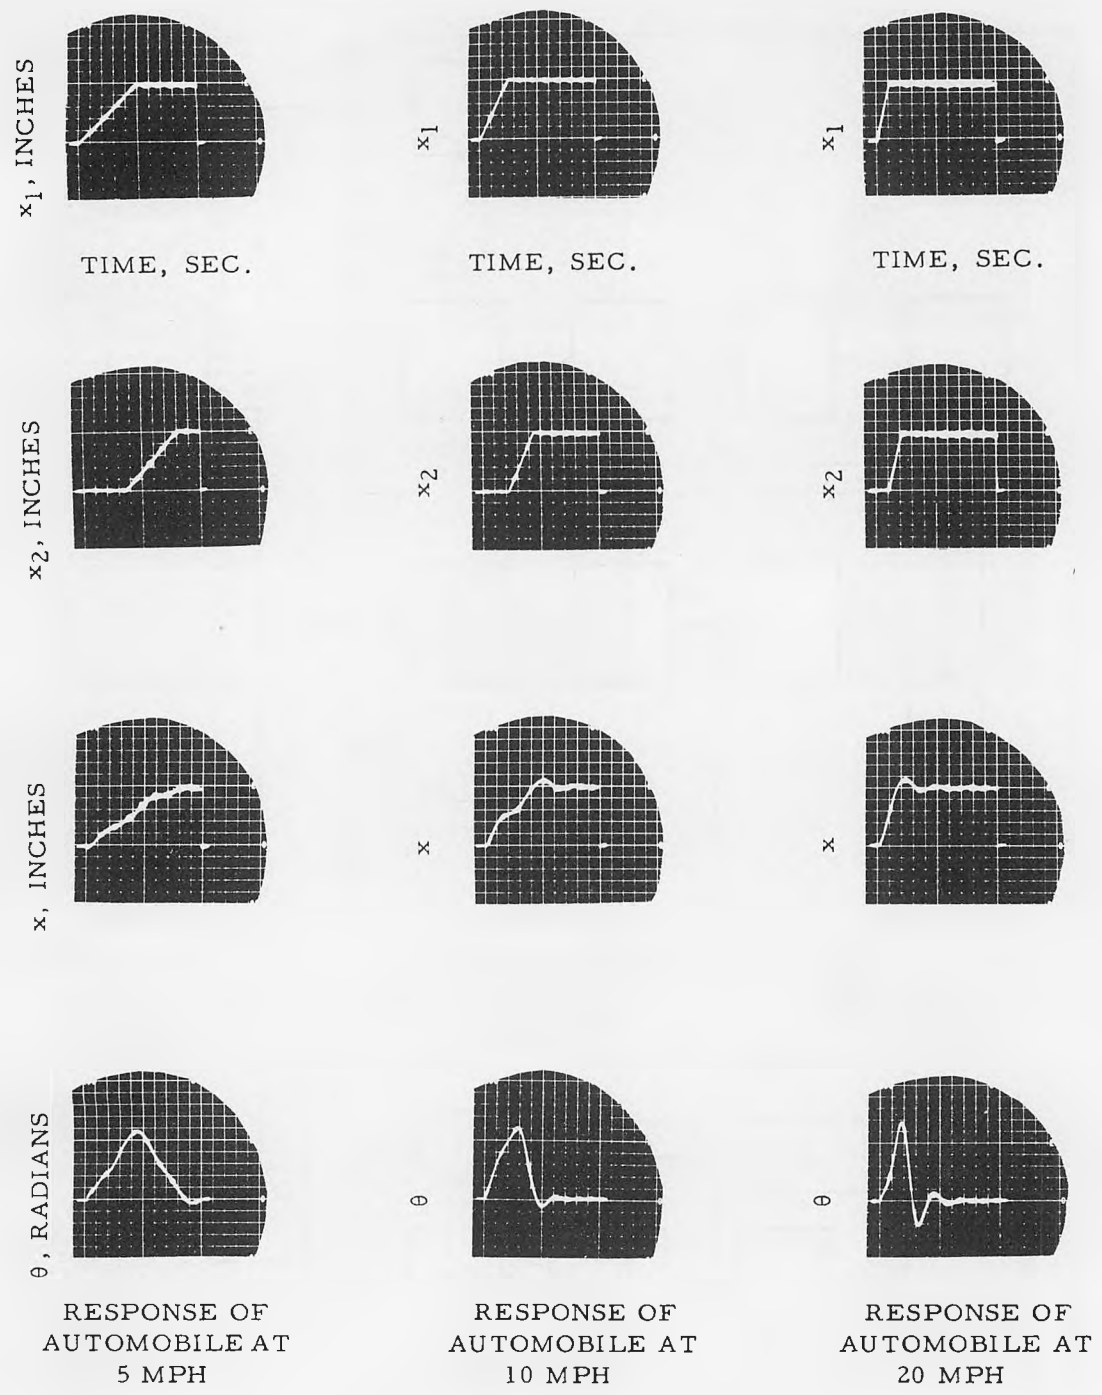 x1, INCHES
x1
x1
TIME, SEC.
TIME, SEC.
TIME, SEC.
x2, INCHES
x2
x2
x, INCHES
x
x
θ, RADIANS
θ
θ
RESPONSE OF
AUTOMOBILE AT
5 MPH
RESPONSE OF
AUTOMOBILE AT
10 MPH
RESPONSE OF
AUTOMOBILE AT
20 MPH